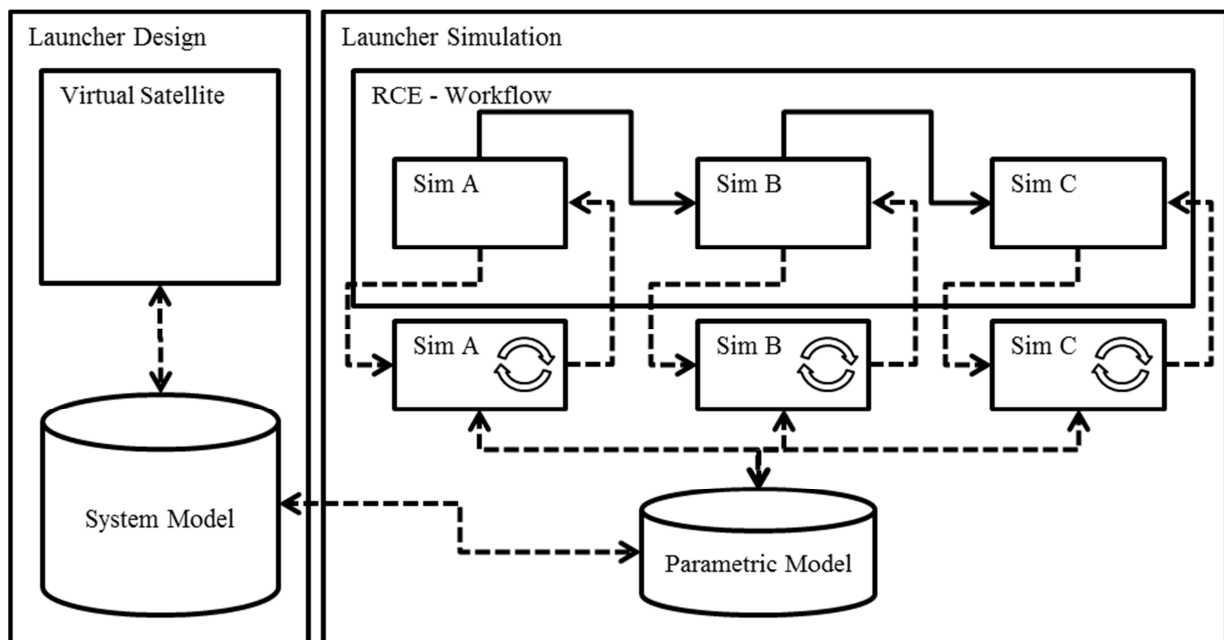 Launcher Design
Virtual Satellite
System Model
Launcher Simulation
RCE - Workflow
Sim A
Sim B
Sim C
Sim A
Sim B
Sim C
Parametric Model